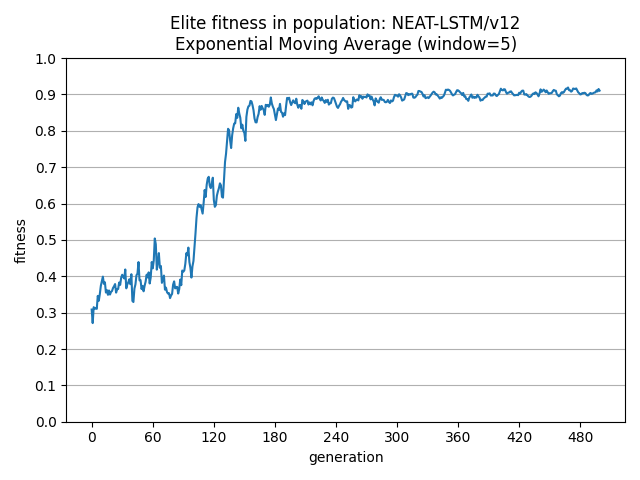 Elite fitness in population: NEAT-LSTM/v12
Exponential Moving Average (window=5)
1.0
0.9
0.8
0.7
0.6
0.5
0.4
0.3
0.2
0.1
0.0
fitness
0 60 120 180 240 300 360 420 480
generation